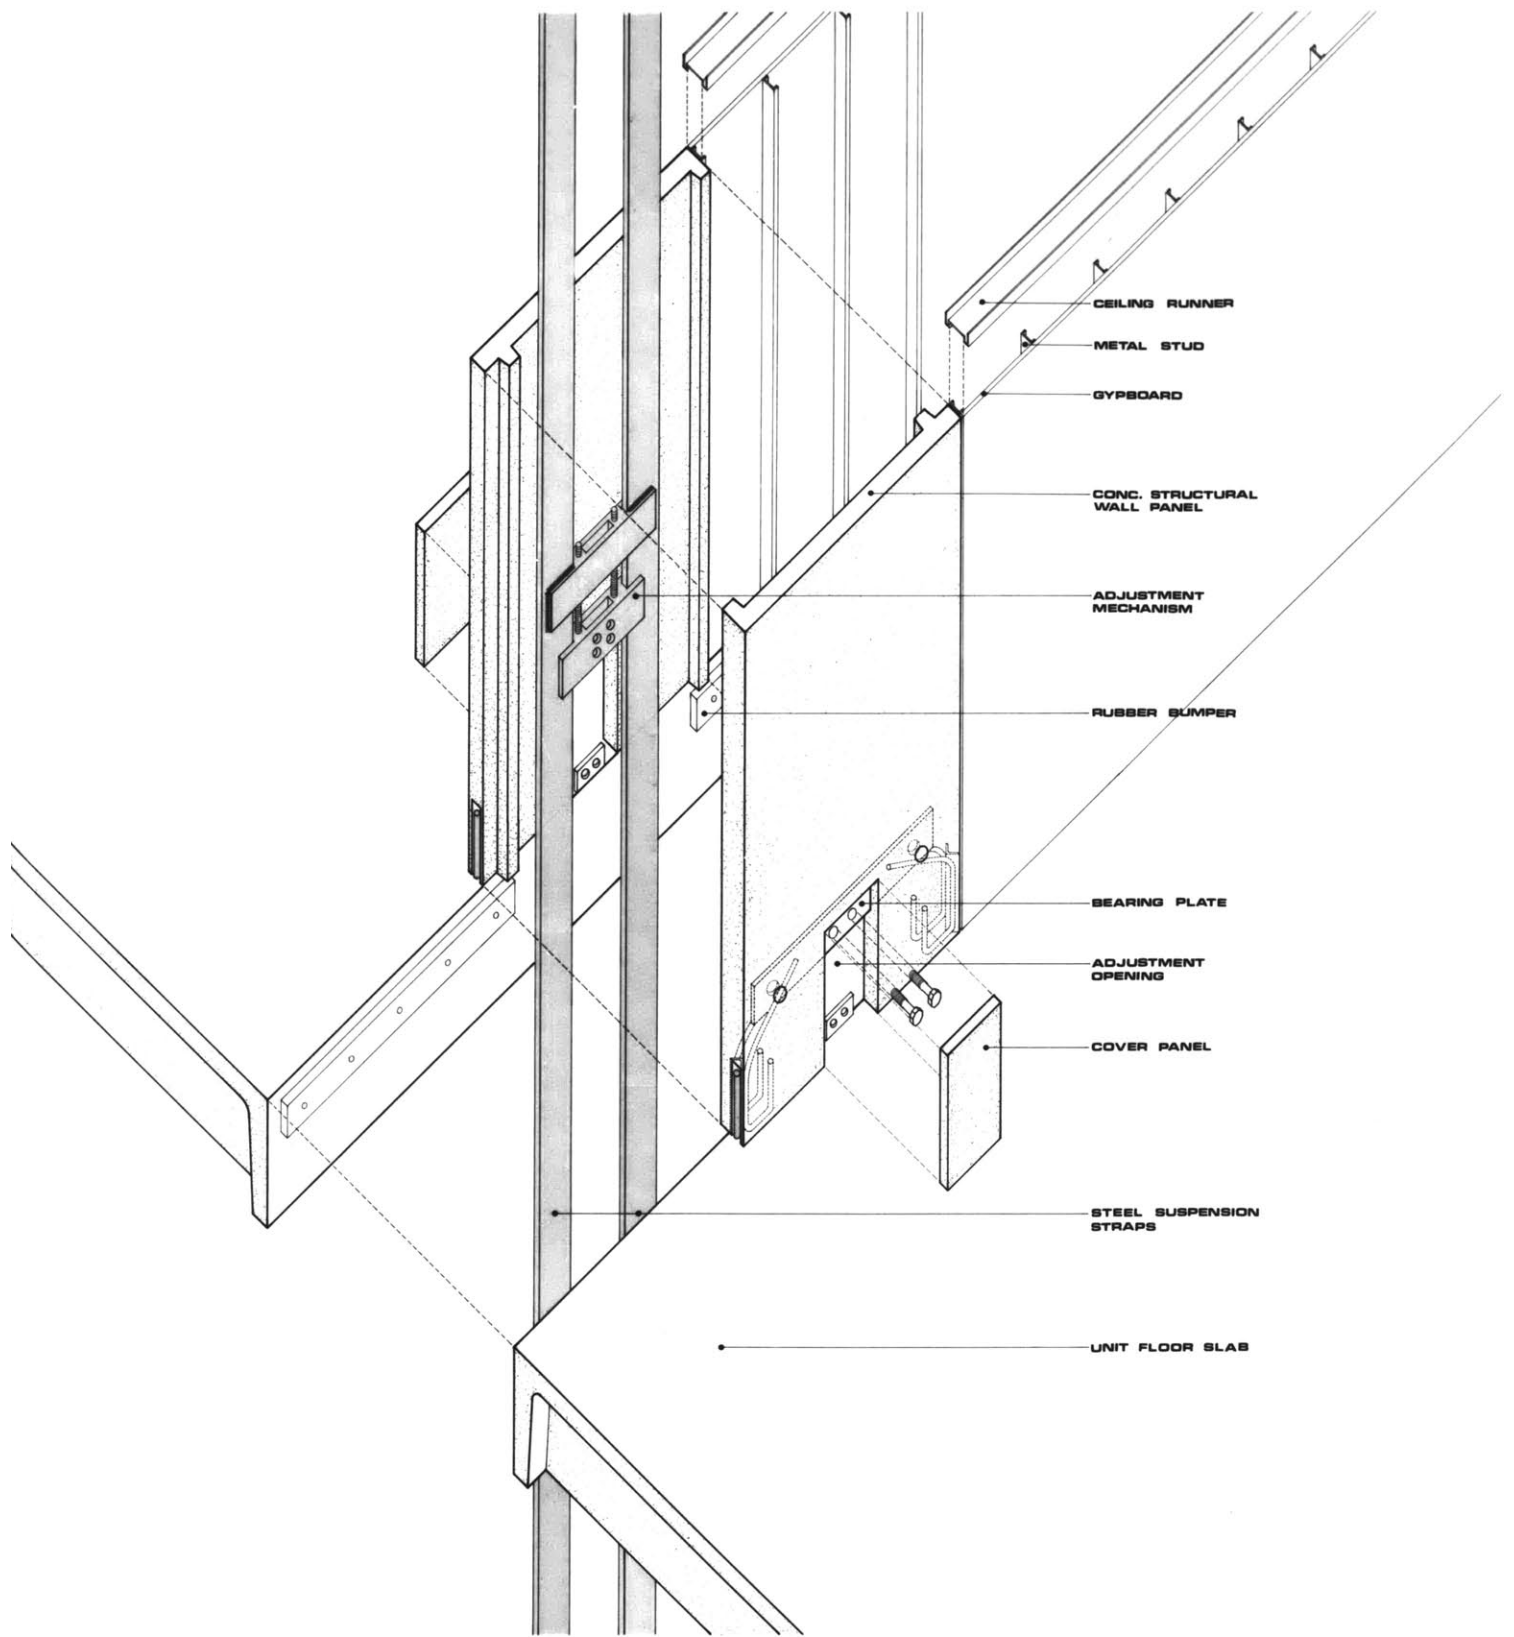 CEILING RUNNER
METAL STUD
GYPBOARD
CONC. STRUCTURAL
WALL PANEL
ADJUSTMENT
MECHANISM
RUBBER BUMPER
BEARING PLATE
ADJUSTMENT
OPENING
COVER PANEL
STEEL SUSPENSION
STRAPS
UNIT FLOOR SLAB